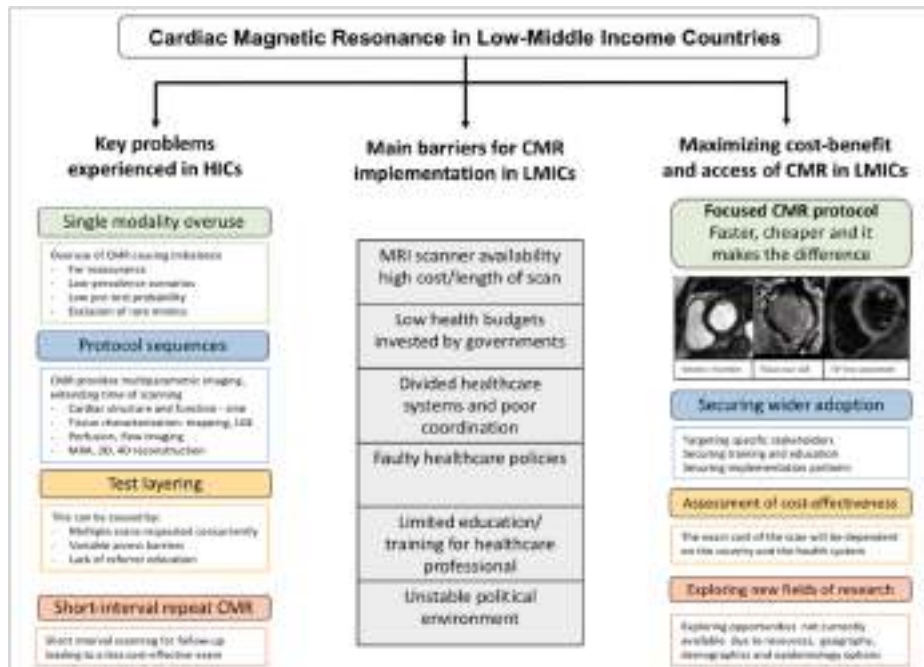 Cardiac Magnetic Resonance in Low-Middle Income Countries
Key problems
experienced in HICs
Single modality overuse
Overuse of CMR causing imbalance
- For reassurance
- Low prevalence scenarios
- Low pre-test probability
- Exclusion of rare
Protocol sequences
CMR provides multiparametric imaging,
extending time of scanning
- Cardiac structure and function - cine
- Tissue characterization: mapping, LGE
- Perfusion, flow imaging
- MRA, 3D, 4D reconstruction
Test layering
This can be caused by:
- Multiple scans requested concurrently
- Variable access barriers
- Lack of referrer education
Short-interval repeat CMR
Short interval scanning for follow-up
leading to a less cost-effective exam
Main barriers for CMR
implementation in LMICs
MRI scanner availability
high cost/length of scan
Low health budgets
invested by governments
Divided healthcare
systems and poor
coordination
Faulty healthcare policies
Limited education/
training for healthcare
professional
Unstable political
environment
Maximizing cost-benefit
and access of CMR in LMICs
Focused CMR protocol
Faster, cheaper and it
makes the difference
Securing wider adoption
Targeting specific stakeholders
Securing training and education
Securing implementation partners
Assessment of cost-effectiveness
The exact cost of the scan will be dependent
on the country and the health system
Exploring new fields of research
Exploring opportunities not currently
available due to resources, geography,
demographics and epidemiology options